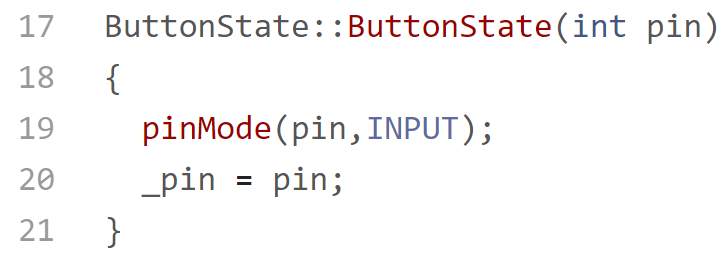 17 ButtonState::ButtonState(int pin)
18 {
19 pinMode(pin,INPUT);
20 _pin = pin;
21 }